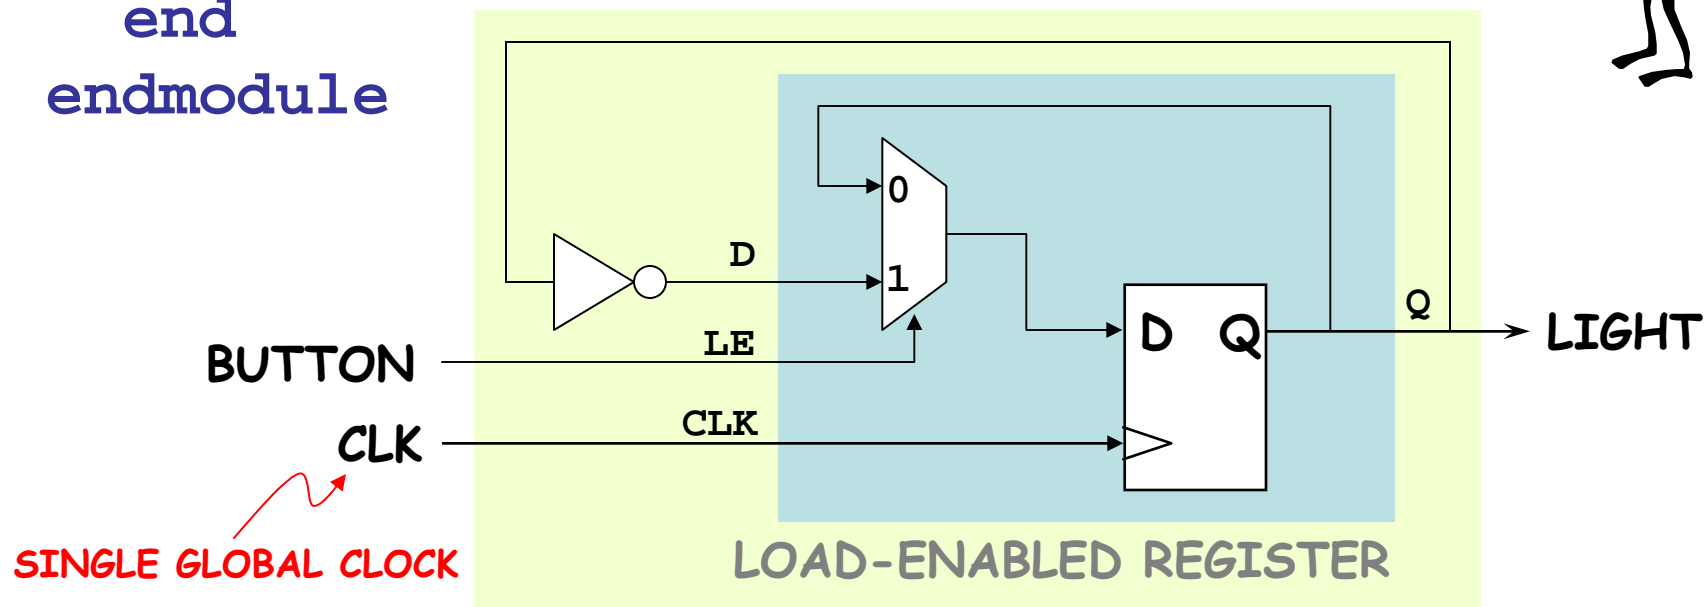 end
endmodule
0
D
1
Q
LE
D Q
LIGHT
BUTTON
CLK
CLK
SINGLE GLOBAL CLOCK
LOAD-ENABLED REGISTER